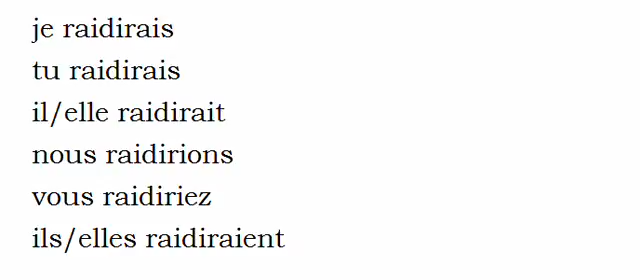 je raidirais
tu raidirais
il/elle raidirait
nous raidirions
vous raidiriez
ils/elles raidiraient